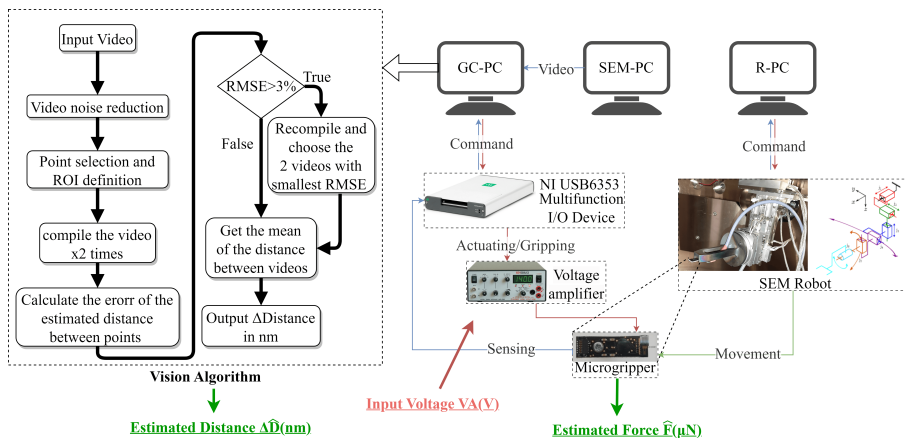 Input Video
Video noise reduction
Point selection and
ROI definition
compile the video
x2 times
Calculate the erorr of the
estimated distance
between points
RMSE>3%
True
False
Recompile and
choose the
2 videos with
smallest RMSE
Get the mean
of the distance
between videos
Output ΔDistance
in nm
Vision Algorithm
Estimated Distance ΔD̂(nm)
GC-PC
Video
SEM-PC
R-PC
Command
Command
NI USB6353
Multifunction
I/O Device
Actuating/Gripping
Voltage
amplifier
SEM Robot
Sensing
Microgripper
Movement
Input Voltage VA(V)
Estimated Force F̂(μN)